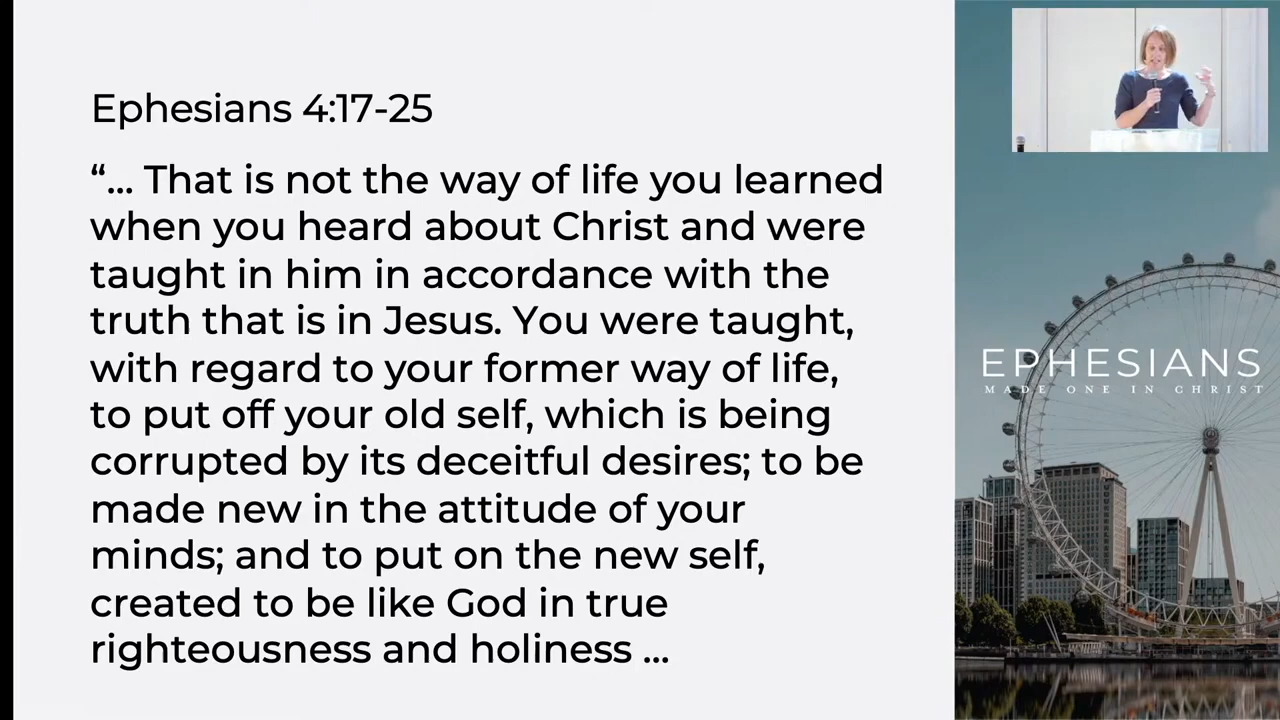 Ephesians 4:17-25
“... That is not the way of life you learned
when you heard about Christ and were
taught in him in accordance with the
truth that is in Jesus. You were taught,
with regard to your former way of life,
to put off your old self, which is being
corrupted by its deceitful desires; to be
made new in the attitude of your
minds; and to put on the new self,
created to be like God in true
righteousness and holiness ...
EPHESIANS
MADE ONE IN CHRIST